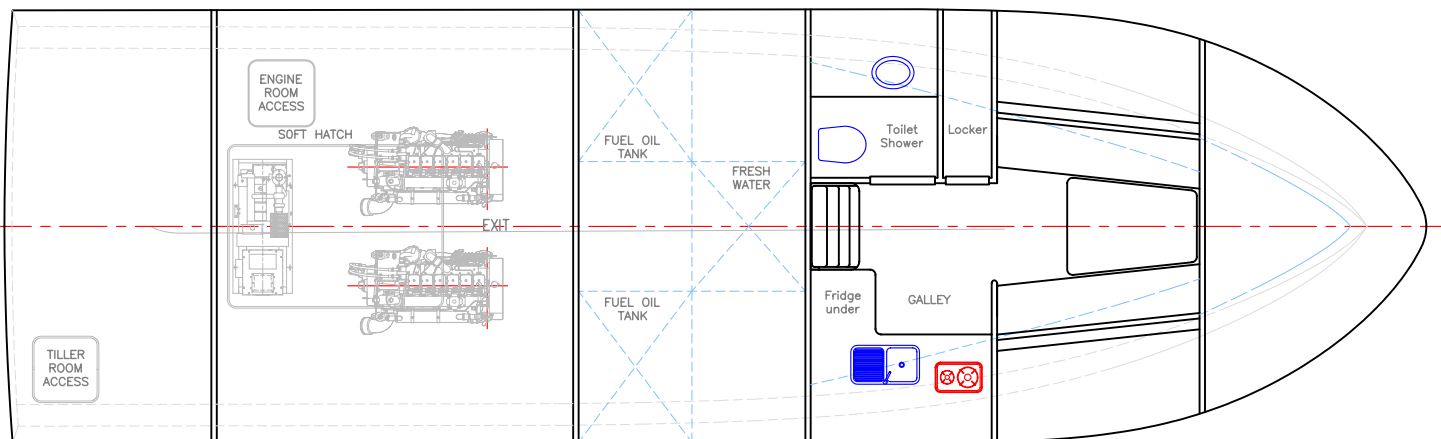 ENGINE
ROOM
ACCESS
SOFT HATCH
EXIT
TILLER
ROOM
ACCESS
FUEL OIL
TANK
FRESH
WATER
FUEL OIL
TANK
Toilet
Shower
Locker
Fridge
under
GALLEY